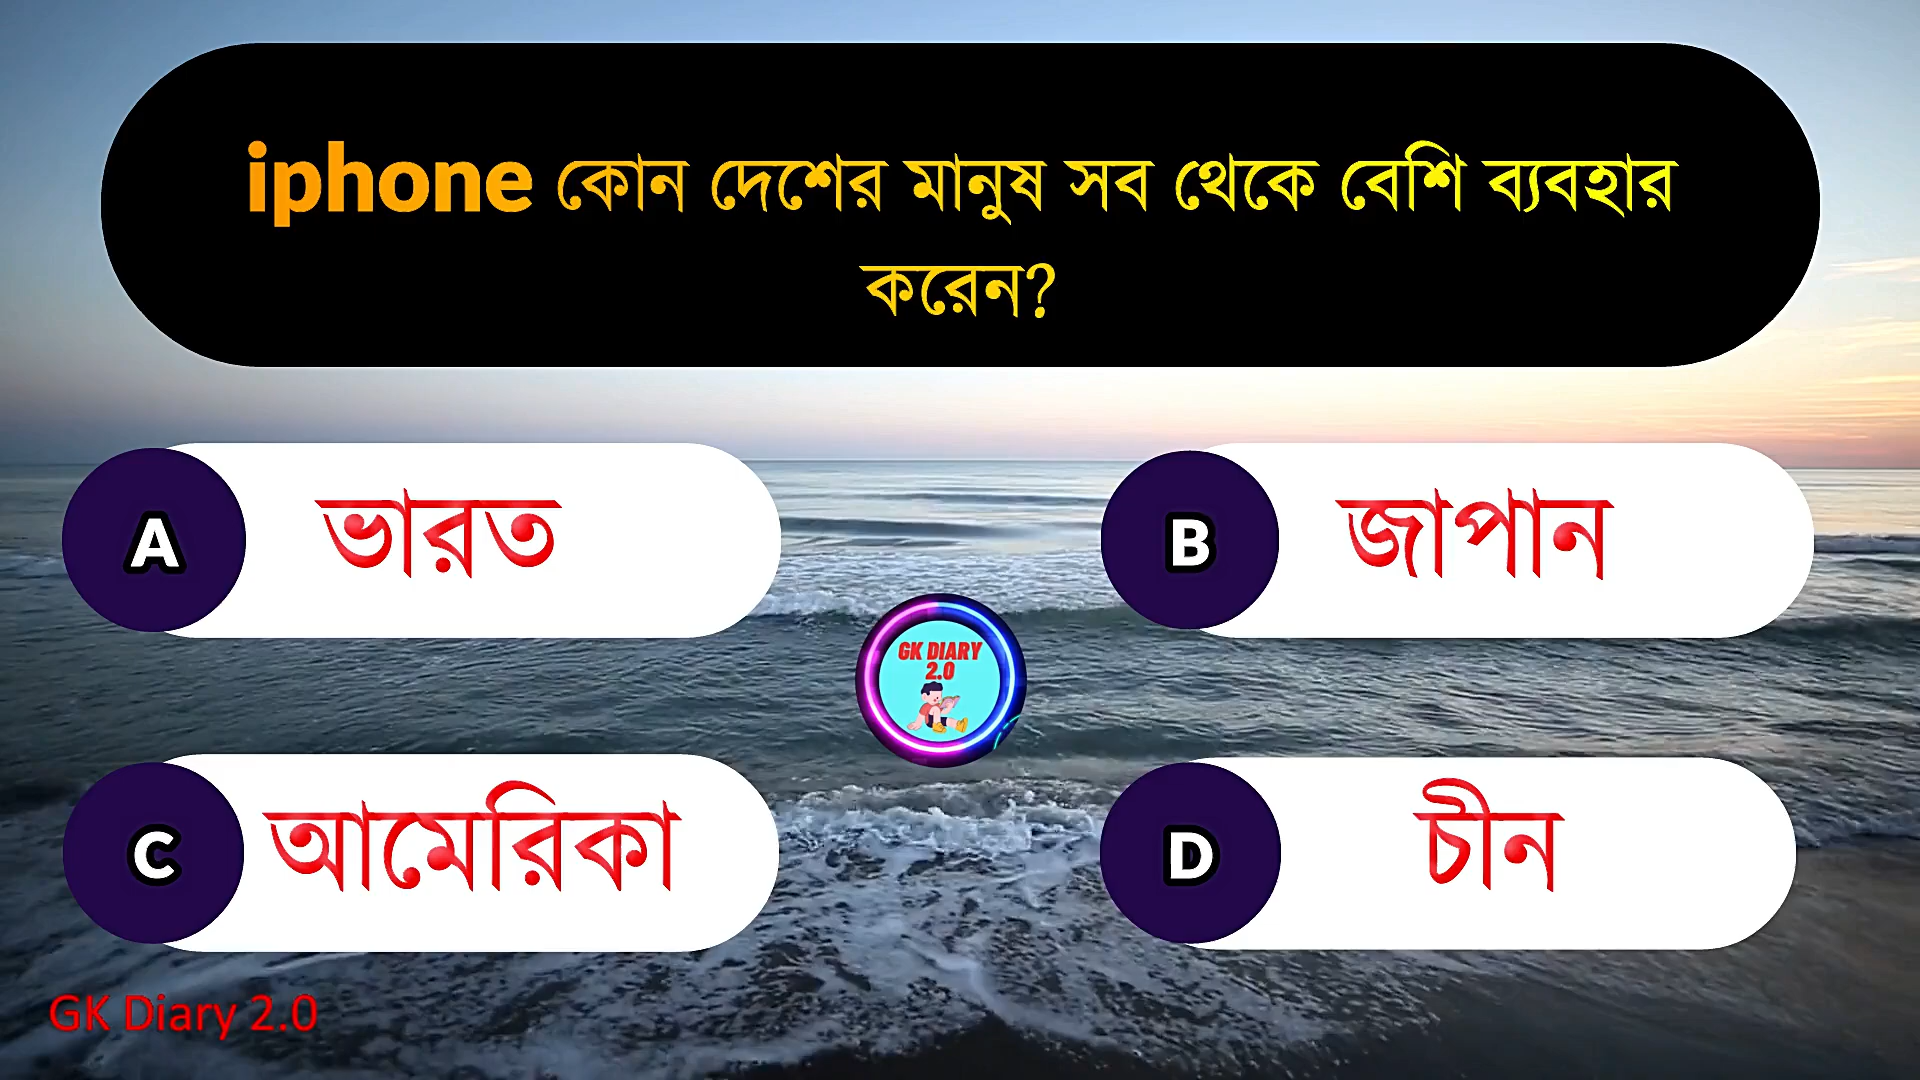 iphone কোন দেশের মানুষ সব থেকে বেশি ব্যবহার
করেন?
A ভারত
B জাপান
GK DIARY
2.0
C আমেরিকা
D চীন
GK Diary 2.0